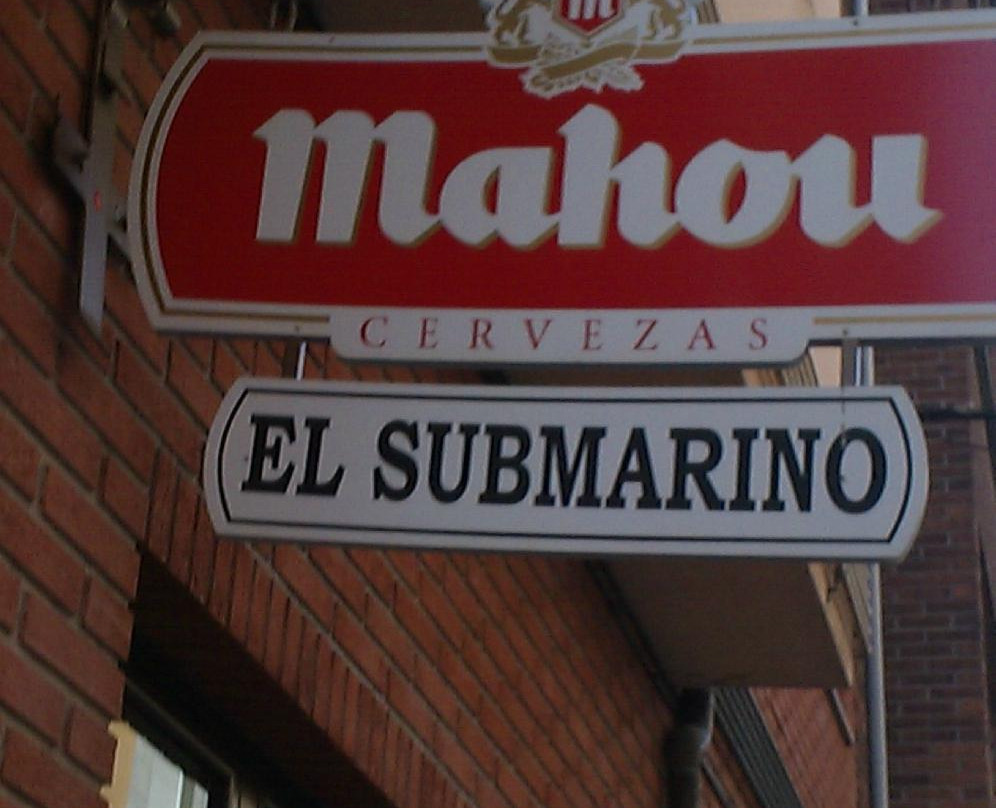 m
Mahou
CERVEZAS
EL SUBMARINO